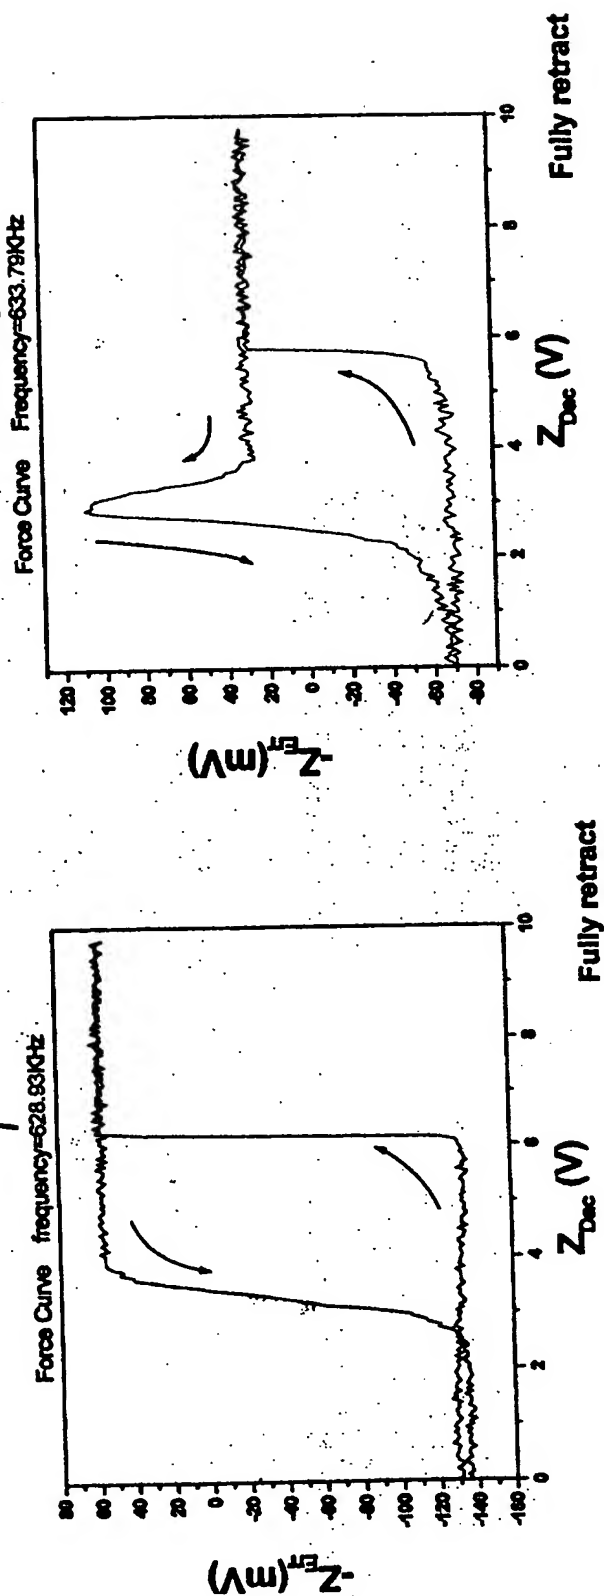 Force Curve frequency=628.93KHz
80
60
40
20
0
-20
-40
-60
-80
-100
-120
-140
-160
-Z_Err(mV)
0 2 4 6 8 10
Z_Dac (V)
Fully retract
Force Curve Frequency=633.79KHz
120
100
80
60
40
20
0
-20
-40
-60
-80
-Z_Err(mV)
0 2 4 6 8 10
Z_Dac (V)
Fully retract